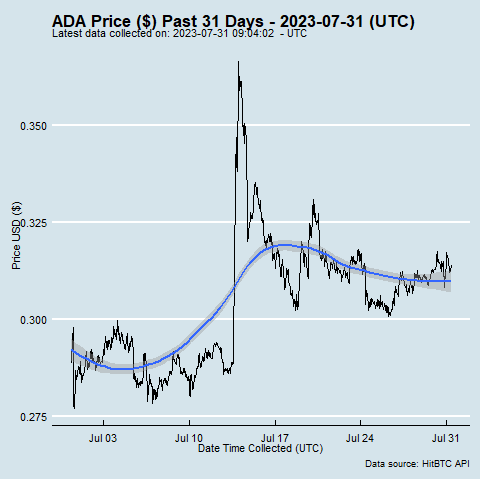 ADA Price ($) Past 31 Days - 2023-07-31 (UTC)
Latest data collected on: 2023-07-31 09:04:02 - UTC
Price USD ($)
0.350
0.325
0.300
0.275
Jul 03
Jul 10
Jul 17
Jul 24
Jul 31
Date Time Collected (UTC)
Data source: HitBTC API